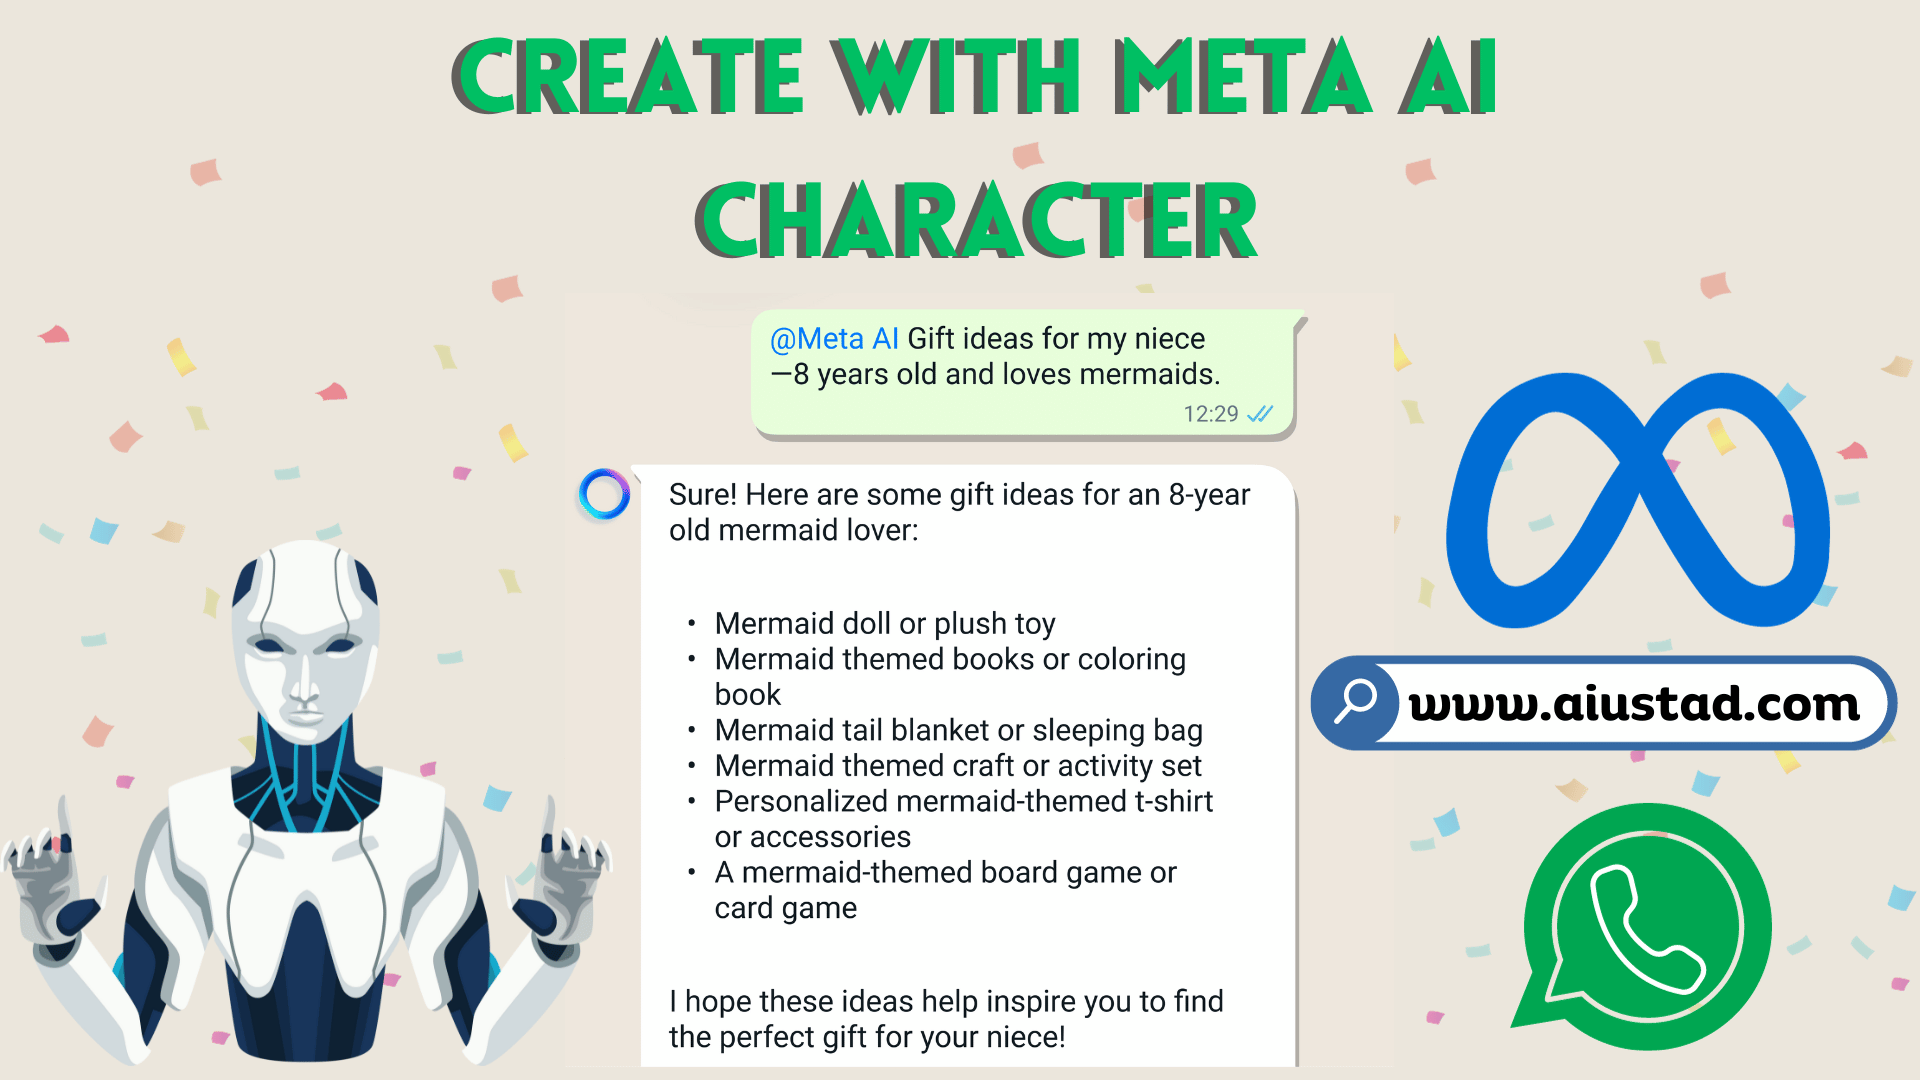 CREATE WITH META AI
CHARACTER
@Meta AI Gift ideas for my niece
—8 years old and loves mermaids.
12:29
Sure! Here are some gift ideas for an 8-year
old mermaid lover:
• Mermaid doll or plush toy
• Mermaid themed books or coloring
book
• Mermaid tail blanket or sleeping bag
• Mermaid themed craft or activity set
• Personalized mermaid-themed t-shirt
or accessories
• A mermaid-themed board game or
card game
I hope these ideas help inspire you to find
the perfect gift for your niece!
www.aiustad.com